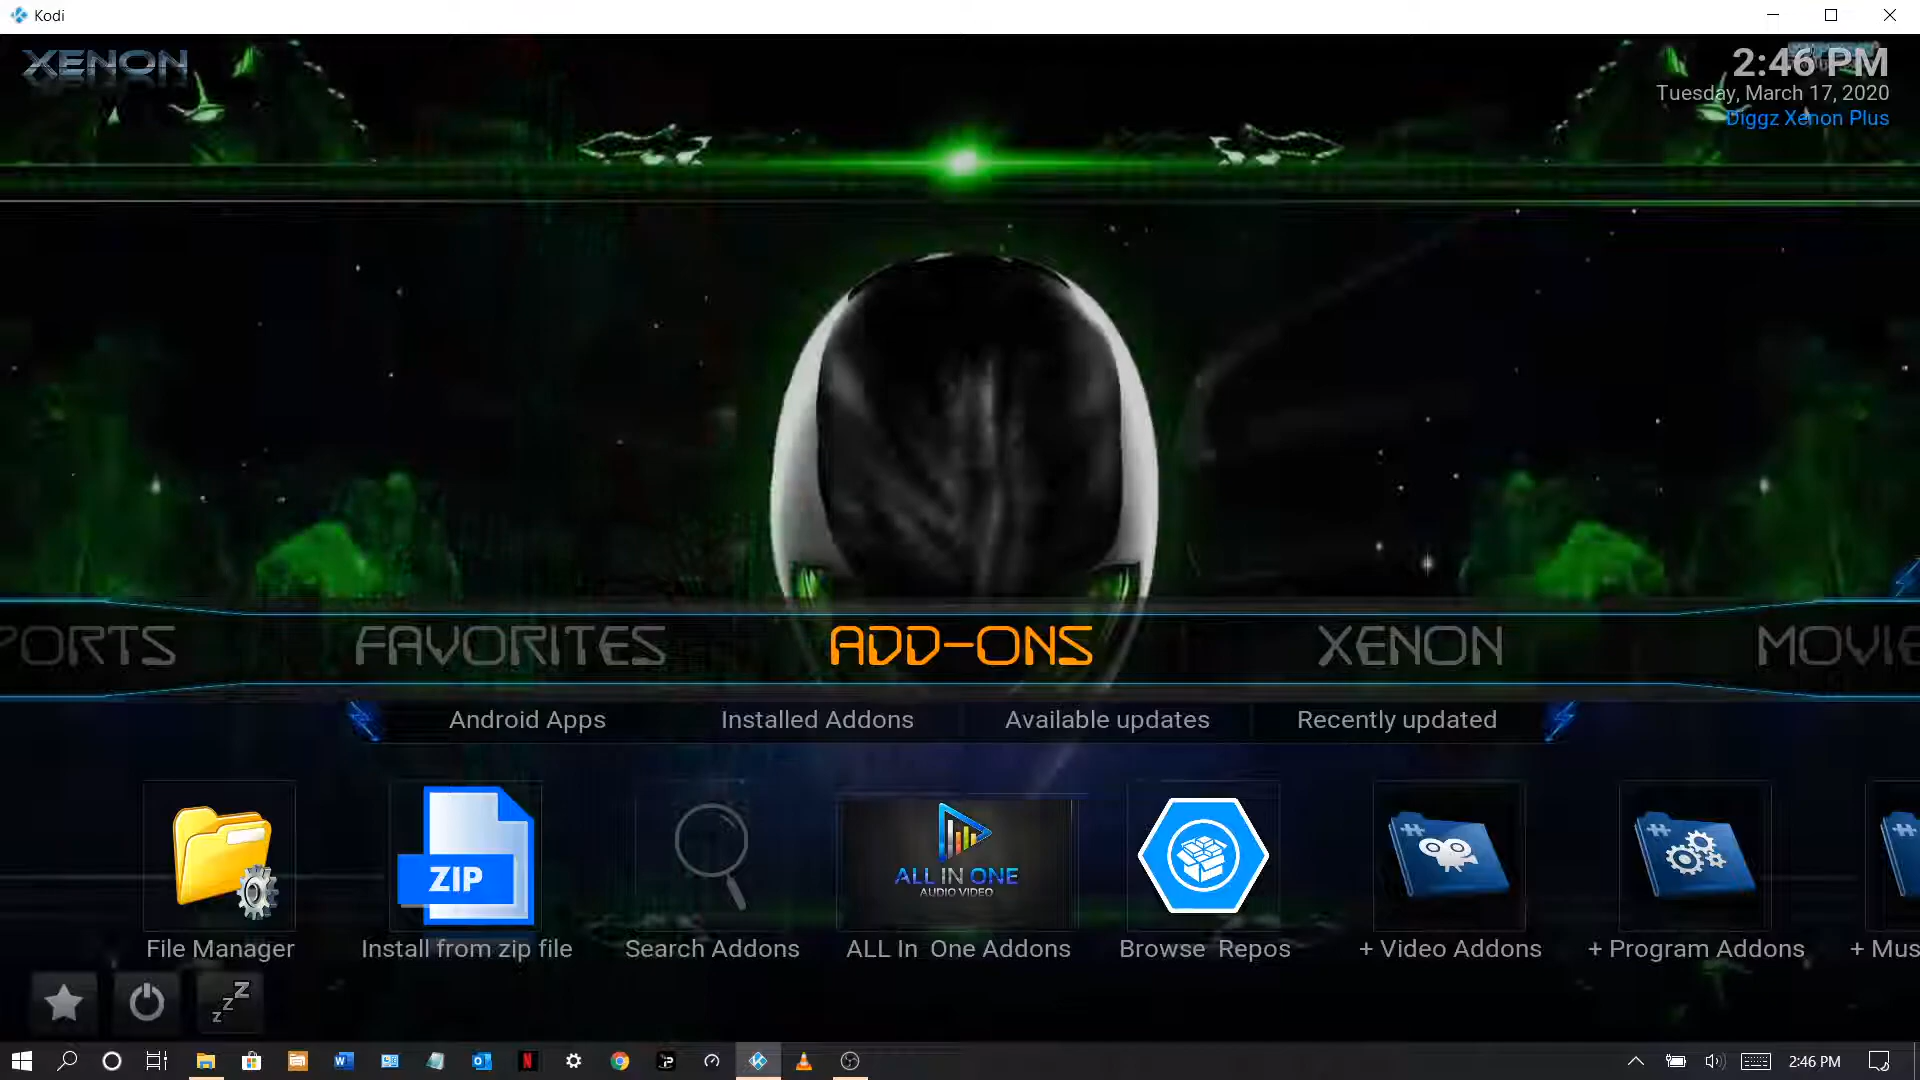 Kodi
XENON
2:46 PM
Tuesday, March 17, 2020
Diggz Xenon Plus
PORTS FAVORITES ADD-ONS XENON MOVIE
Android Apps Installed Addons Available updates Recently updated
ZIP
ALL IN ONE
AUDIO VIDEO
File Manager Install from zip file Search Addons ALL In One Addons Browse Repos + Video Addons + Program Addons + Mus
z z Z
2:46 PM